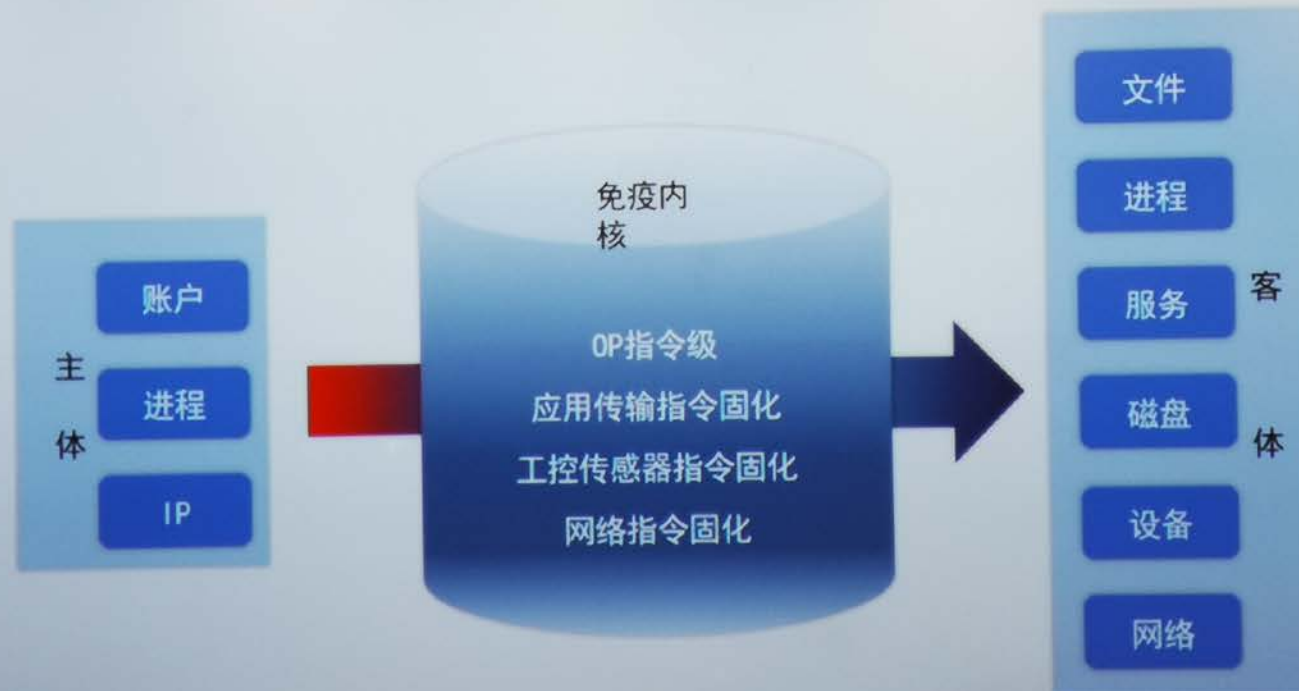 主
体
账户
进程
IP
免疫内
核
OP指令级
应用传输指令固化
工控传感器指令固化
网络指令固化
文件
进程
服务
磁盘
设备
网络
客
体